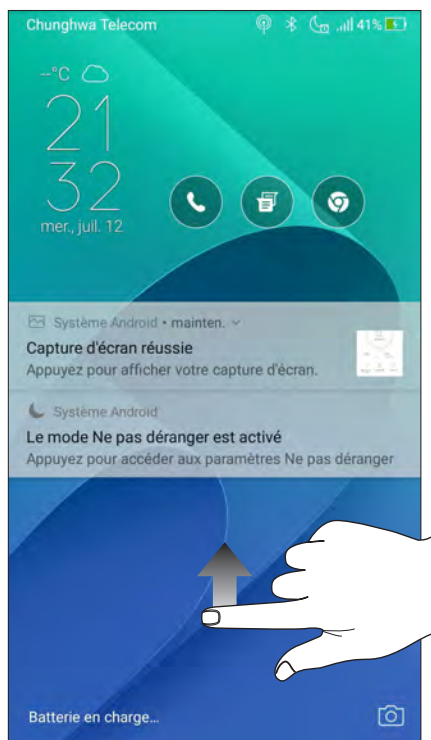 Chunghwa Telecom 41%
--°C
21
32
mer., juil. 12
Système Android • mainten.
Capture d'écran réussie
Appuyez pour afficher votre capture d'écran.
Système Android
Le mode Ne pas déranger est activé
Appuyez pour accéder aux paramètres Ne pas déranger
Batterie en charge...